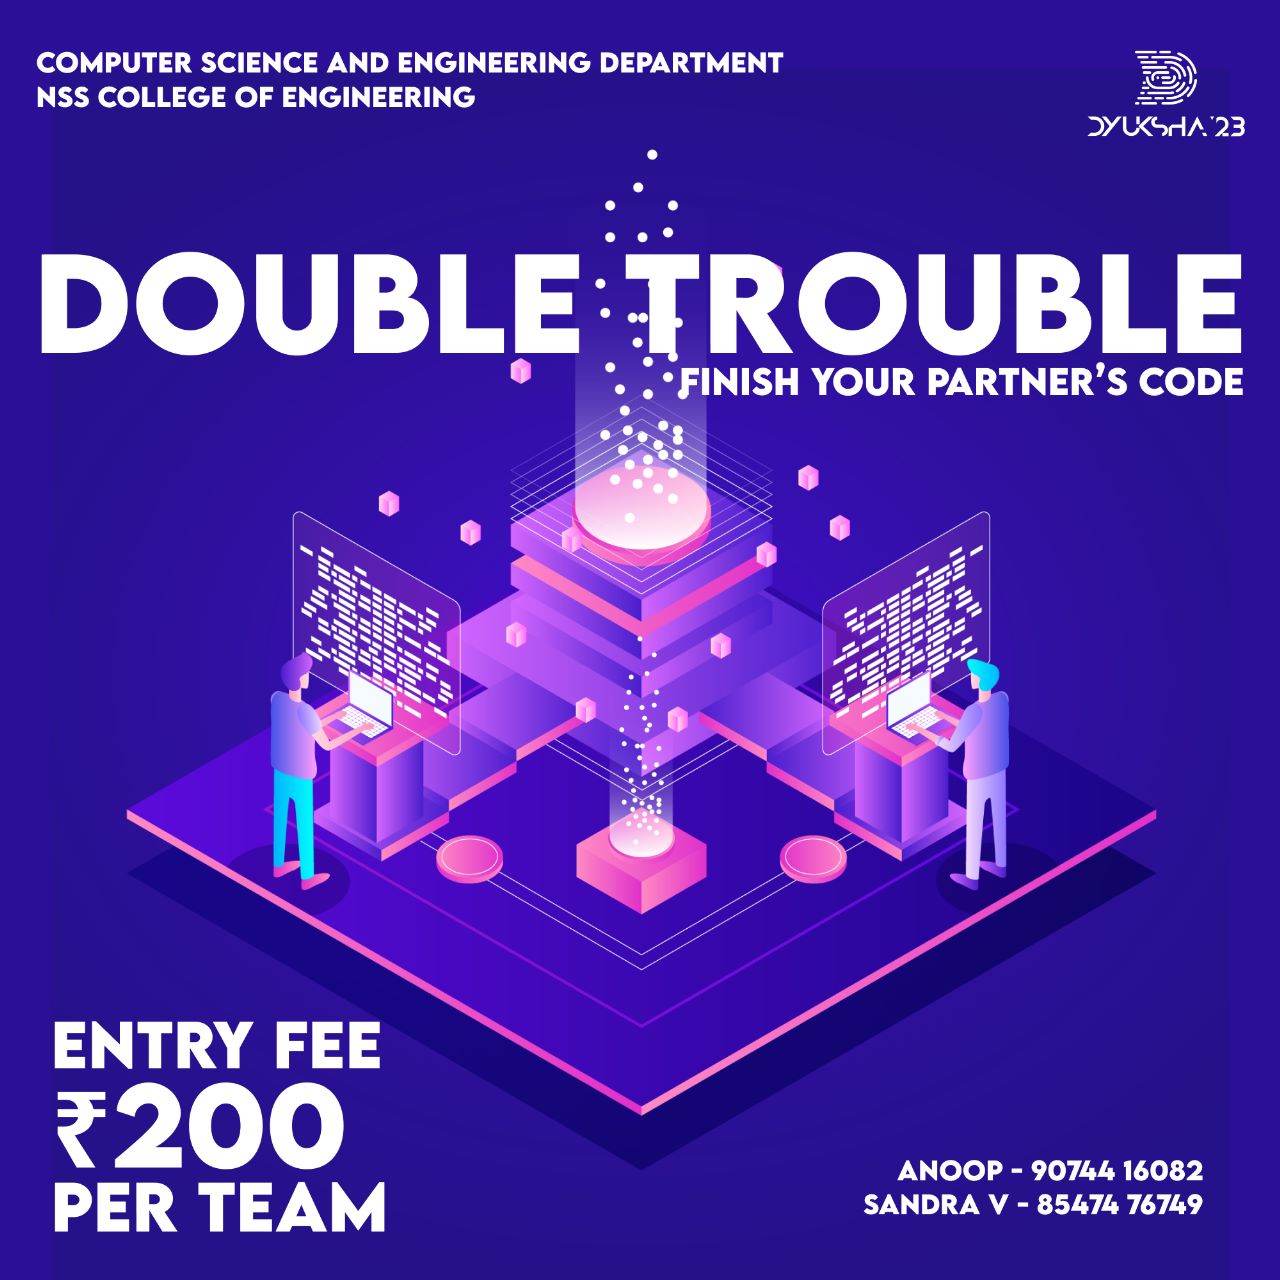 COMPUTER SCIENCE AND ENGINEERING DEPARTMENT
NSS COLLEGE OF ENGINEERING
DYUKSHA'23
DOUBLE TROUBLE
FINISH YOUR PARTNER'S CODE
ENTRY FEE
₹200
PER TEAM
ANOOP - 90744 16082
SANDRA V - 85474 76749